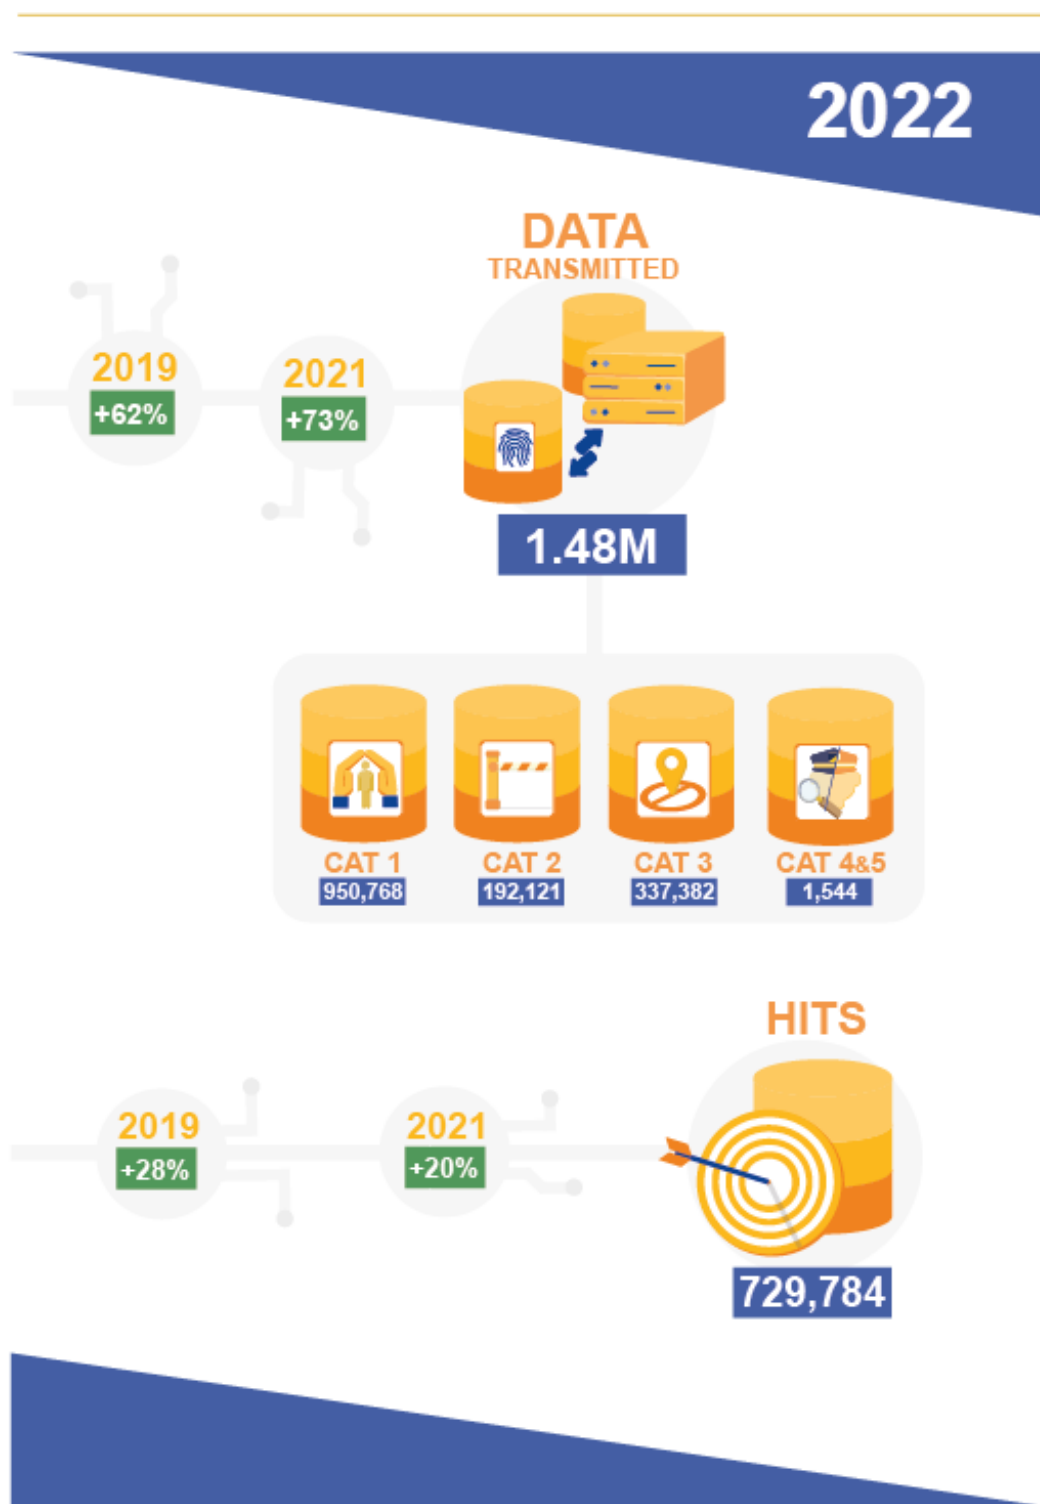 2022
DATA
TRANSMITTED
2019
+62%
2021
+73%
1.48M
CAT 1
950,768
CAT 2
192,121
CAT 3
337,382
CAT 4&5
1,544
HITS
2019
+28%
2021
+20%
729,784